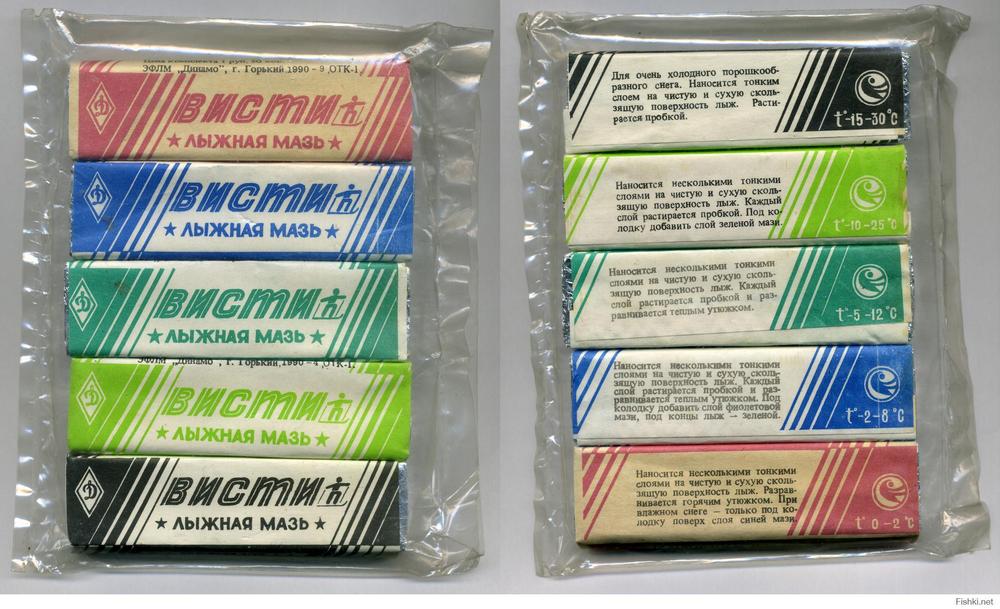 ЭФЛМ „Динамо", г. Горький 1990 – 9 ОТК-1
Д
ВИСТИ
★ ЛЫЖНАЯ МАЗЬ ★
Д
ВИСТИ
★ ЛЫЖНАЯ МАЗЬ ★
Д
ВИСТИ
★ ЛЫЖНАЯ МАЗЬ ★
ЭФЛМ „Динамо", г. Горький, 1990 – 4 ОТК-1.
Д
ВИСТИ
★ ЛЫЖНАЯ МАЗЬ ★
Д
ВИСТИ
★ ЛЫЖНАЯ МАЗЬ ★
Для очень холодного порошкооб-
разного снега. Наносится тонким
слоем на чистую и сухую сколь-
зящую поверхность лыж. Расти-
рается пробкой.
t°-15-30°C
Наносится несколькими тонкими
слоями на чистую и сухую сколь-
зящую поверхность лыж. Каждый
слой растирается пробкой. Под ко-
лодку добавить слой зеленой мази.
t°-10-25°C
Наносится несколькими тонкими
слоями на чистую и сухую сколь-
зящую поверхность лыж. Каждый
слой растирается пробкой и раз-
равнивается теплым утюжком.
t°-5-12°C
Наносится несколькими тонкими
слоями на чистую и сухую сколь-
зящую поверхность лыж. Каждый
слой растирается пробкой и раз-
равнивается теплым утюжком. Под
колодку добавить слой фиолетовой
мази, под концы лыж — зеленой.
t°-2-8°C
Наносится несколькими тонкими
слоями на чистую и сухую сколь-
зящую поверхность лыж. Разрав-
нивается горячим утюжком. При
влажном снеге — только под ко-
лодку поверх слоя синей мази.
t°0-2°C
Fishki.net